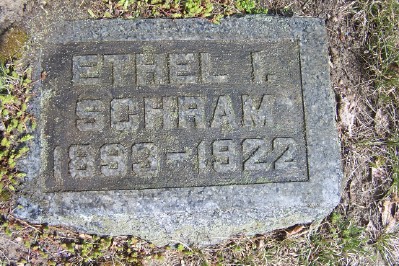 ETHEL I.
SCHRAM
1893-1922